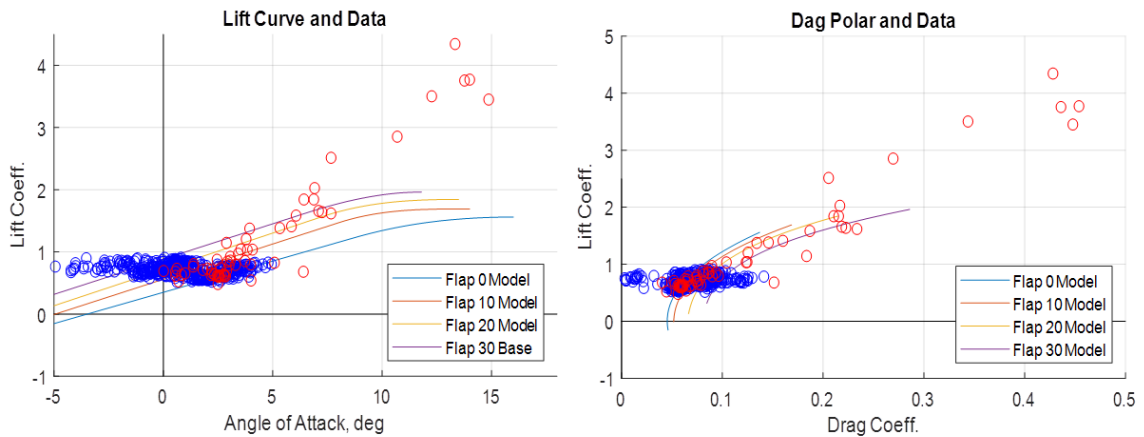 Lift Curve and Data
Lift Coeff.
4
3
2
1
0
-1
-5
0
5
10
15
Angle of Attack, deg
Flap 0 Model
Flap 10 Model
Flap 20 Model
Flap 30 Base
Dag Polar and Data
Lift Coeff.
5
4
3
2
1
0
-1
0
0.1
0.2
0.3
0.4
0.5
Drag Coeff.
Flap 0 Model
Flap 10 Model
Flap 20 Model
Flap 30 Model